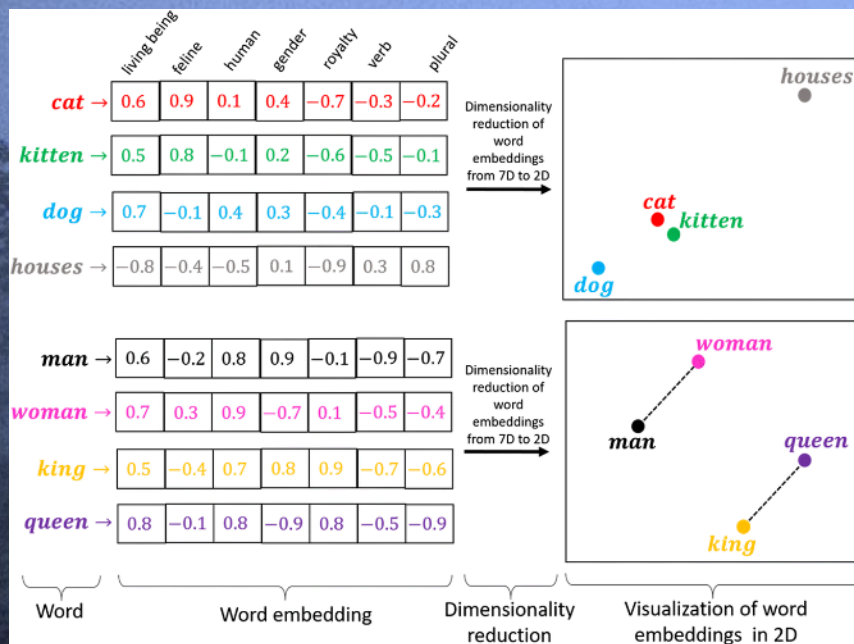 living being feline human gender royalty verb plural
cat → 0.6 0.9 0.1 0.4 −0.7 −0.3 −0.2
kitten → 0.5 0.8 −0.1 0.2 −0.6 −0.5 −0.1
dog → 0.7 −0.1 0.4 0.3 −0.4 −0.1 −0.3
houses → −0.8 −0.4 −0.5 0.1 −0.9 0.3 0.8
Dimensionality
reduction of
word
embeddings
from 7D to 2D
houses
cat
kitten
dog
man → 0.6 −0.2 0.8 0.9 −0.1 −0.9 −0.7
woman → 0.7 0.3 0.9 −0.7 0.1 −0.5 −0.4
king → 0.5 −0.4 0.7 0.8 0.9 −0.7 −0.6
queen → 0.8 −0.1 0.8 −0.9 0.8 −0.5 −0.9
Dimensionality
reduction of
word
embeddings
from 7D to 2D
woman
man
queen
king
Word
Word embedding
Dimensionality
reduction
Visualization of word
embeddings in 2D